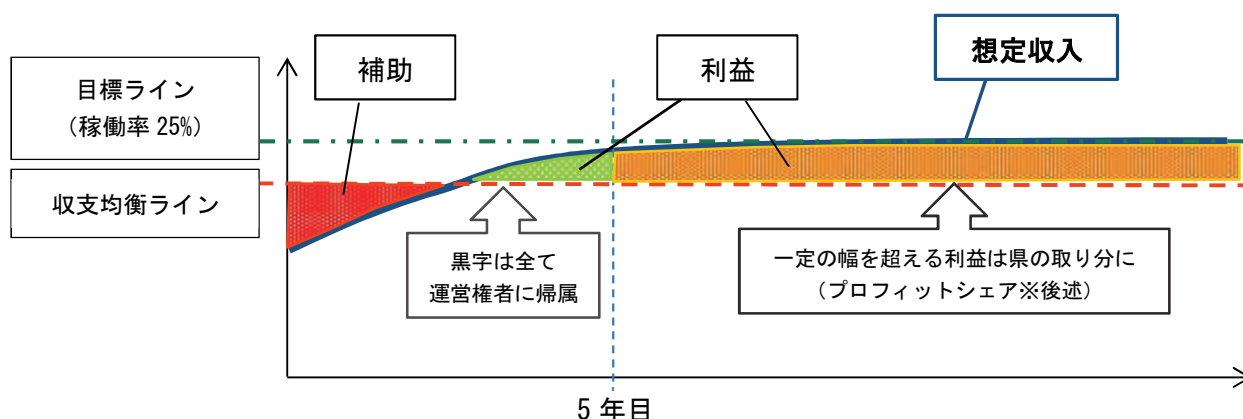 補助
利益
想定収入
目標ライン
（稼働率 25%）
収支均衡ライン
黒字は全て
運営権者に帰属
一定の幅を超える利益は県の取り分に
（プロフィットシェア※後述）
5 年目